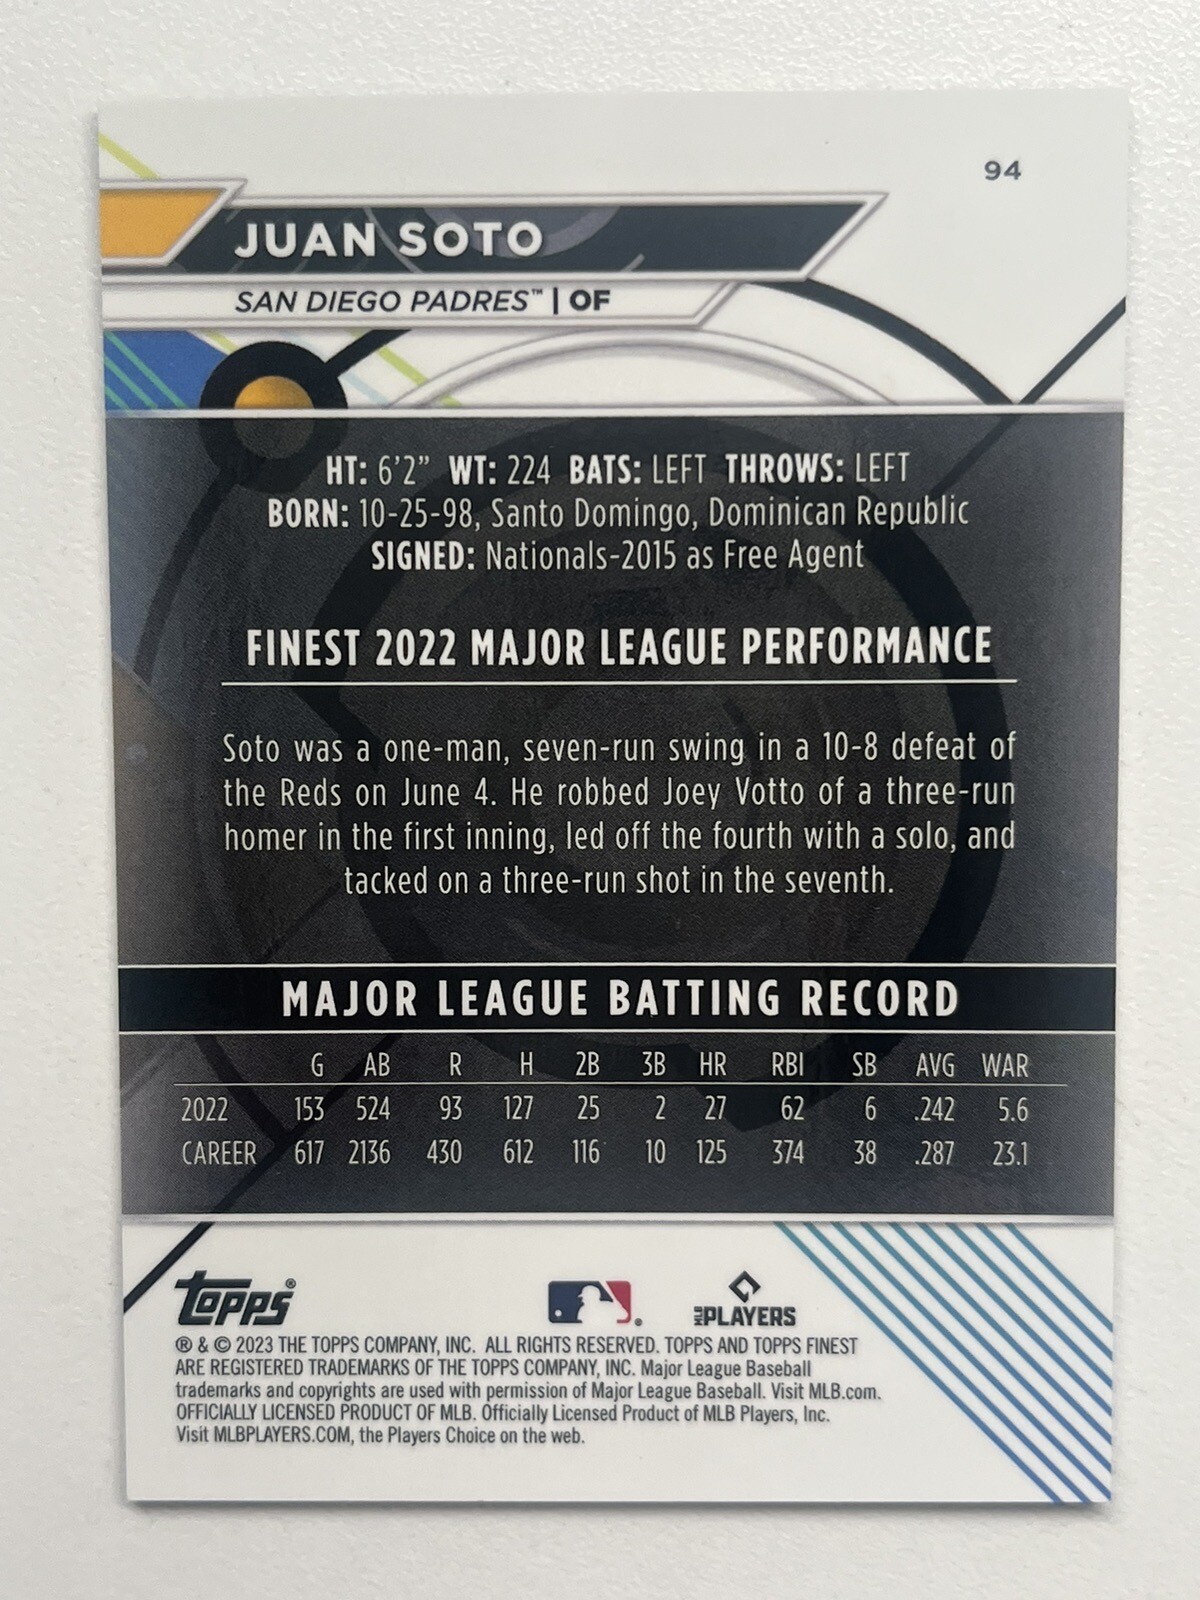 94
JUAN SOTO
SAN DIEGO PADRES™ | OF
HT: 6'2” WT: 224 BATS: LEFT THROWS: LEFT
BORN: 10-25-98, Santo Domingo, Dominican Republic
SIGNED: Nationals-2015 as Free Agent
FINEST 2022 MAJOR LEAGUE PERFORMANCE
Soto was a one-man, seven-run swing in a 10-8 defeat of
the Reds on June 4. He robbed Joey Votto of a three-run
homer in the first inning, led off the fourth with a solo, and
tacked on a three-run shot in the seventh.
MAJOR LEAGUE BATTING RECORD
G AB R H 2B 3B HR RBI SB AVG WAR
2022 153 524 93 127 25 2 27 62 6 .242 5.6
CAREER 617 2136 430 612 116 10 125 374 38 .287 23.1
topps®
®
MLB PLAYERS
® & © 2023 THE TOPPS COMPANY, INC. ALL RIGHTS RESERVED. TOPPS AND TOPPS FINEST
ARE REGISTERED TRADEMARKS OF THE TOPPS COMPANY, INC. Major League Baseball
trademarks and copyrights are used with permission of Major League Baseball. Visit MLB.com.
OFFICIALLY LICENSED PRODUCT OF MLB. Officially Licensed Product of MLB Players, Inc.
Visit MLBPLAYERS.COM, the Players Choice on the web.